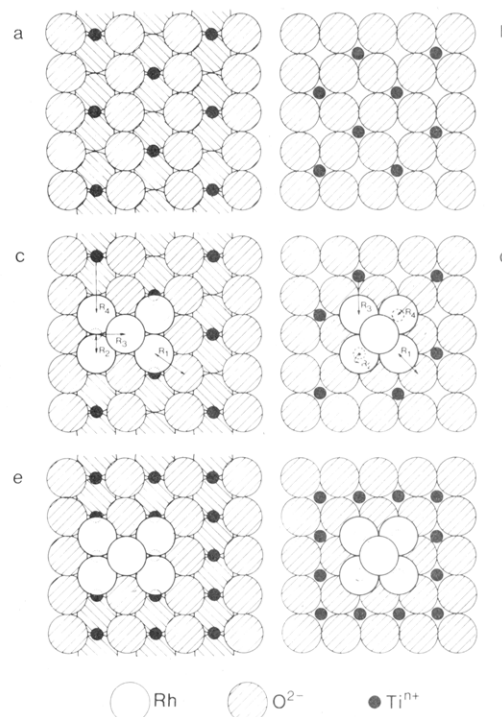 a
c
R₄
R₃
R₁
R₂
R₃
R₄
R₁
e
Rh O²⁻ Tiⁿ⁺